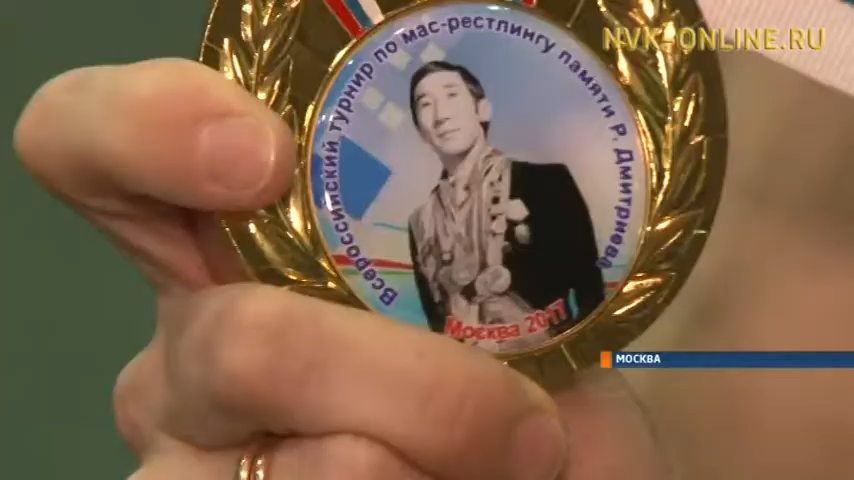 NVK-ONLINE.RU
Всероссийский турнир по мас-рестлингу памяти Р. Дмитриева
Москва 2017
МОСКВА